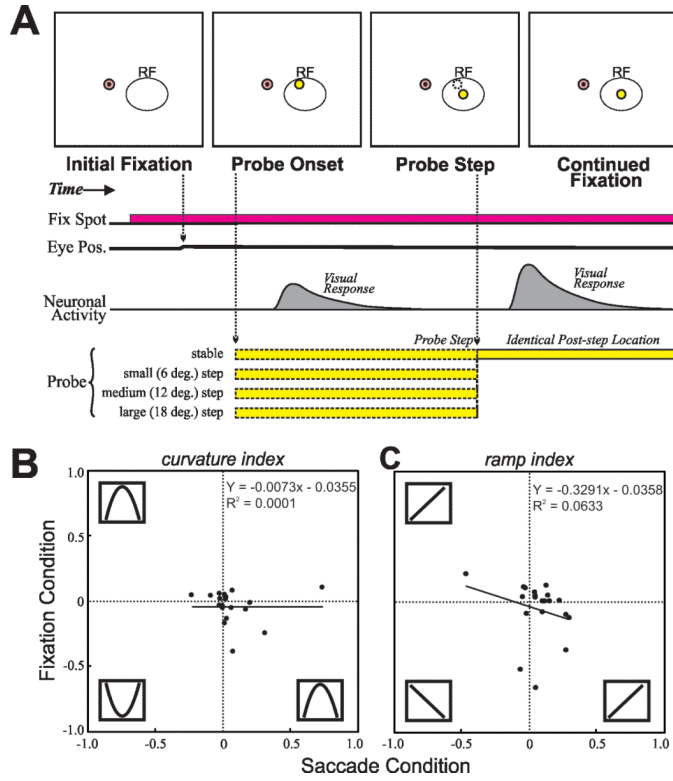 A
RF
RF
RF
RF
Initial Fixation
Probe Onset
Probe Step
Continued Fixation
Time
Fix Spot
Eye Pos.
Neuronal Activity
Visual Response
Visual Response
Probe Step
Identical Post-step Location
Probe
stable
small (6 deg.) step
medium (12 deg.) step
large (18 deg.) step
B
curvature index
Y = -0.0073x - 0.0355
R² = 0.0001
1.0
0.5
0
-0.5
-1.0
-1.0
-0.5
0
0.5
1.0
Fixation Condition
C
ramp index
Y = -0.3291x - 0.0358
R² = 0.0633
-1.0
-0.5
0
0.5
1.0
Saccade Condition